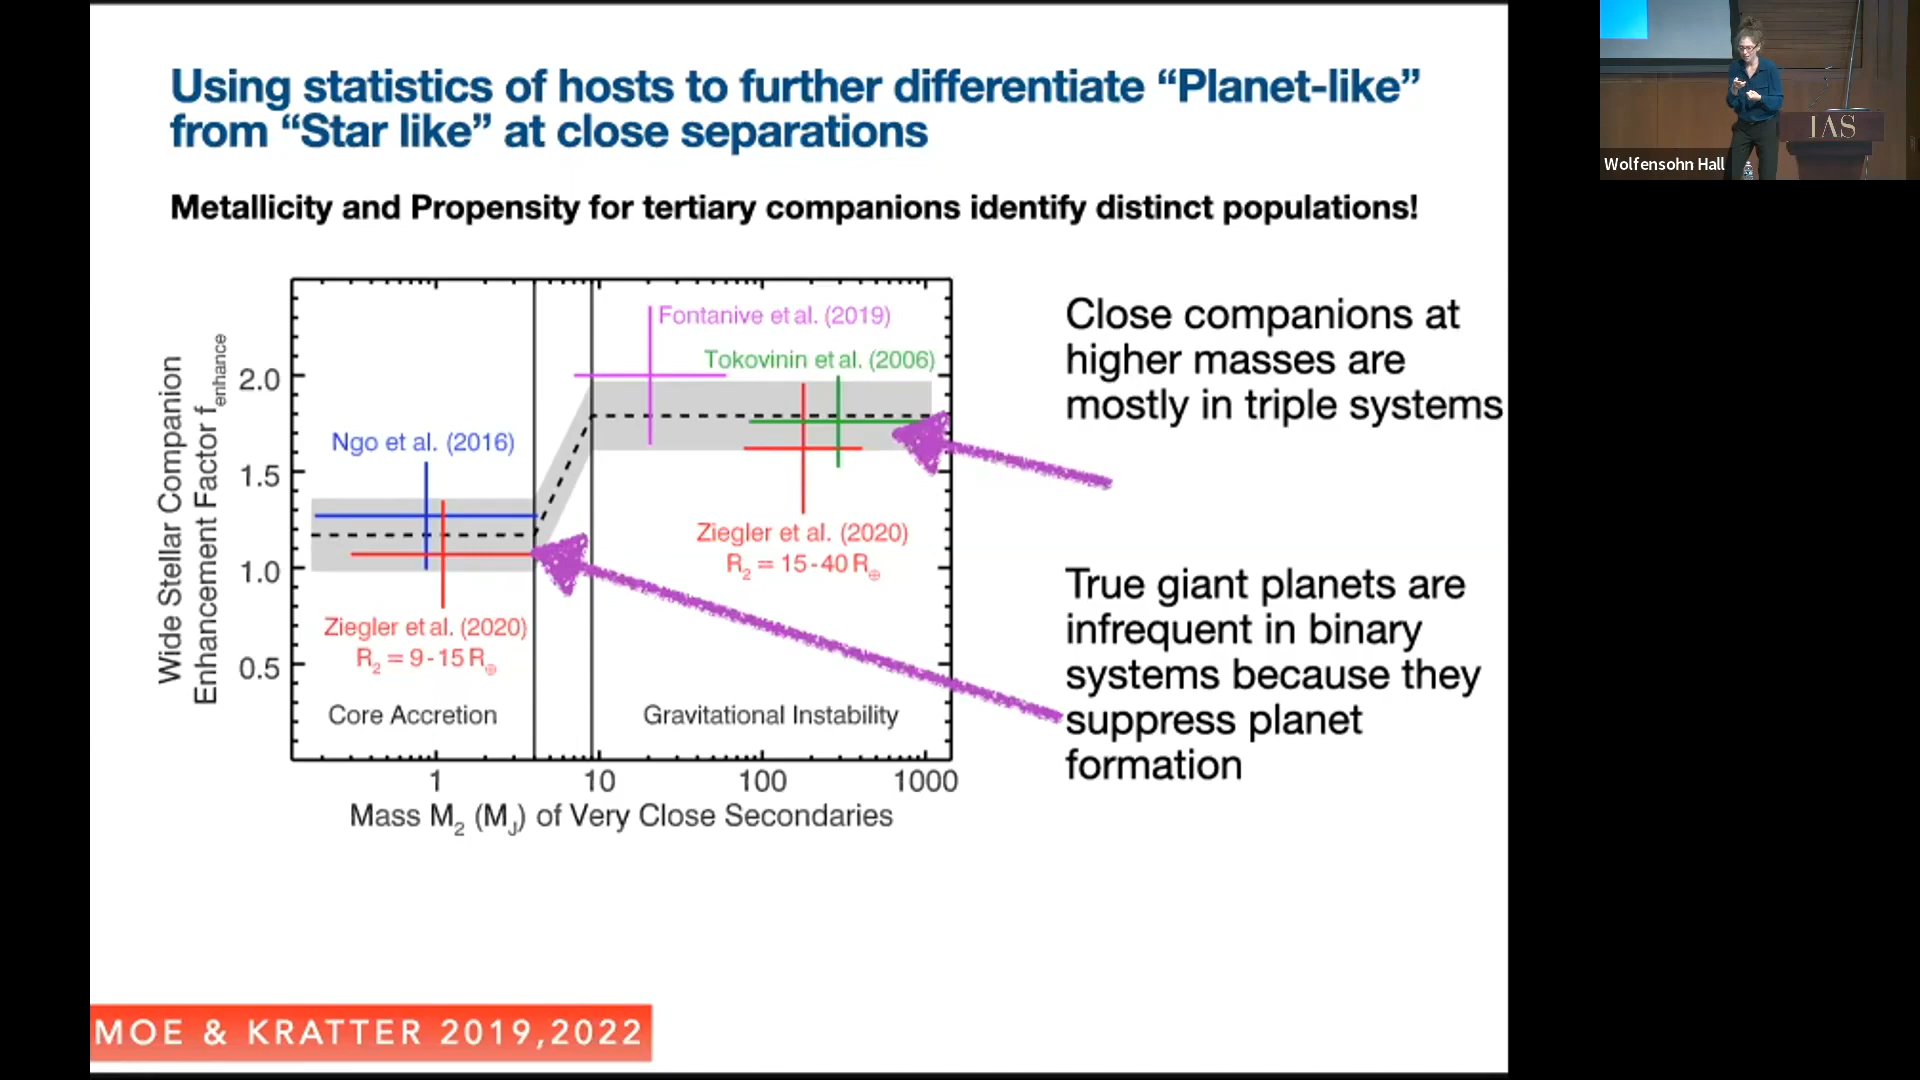 Using statistics of hosts to further differentiate “Planet-like”
from “Star like” at close separations
Metallicity and Propensity for tertiary companions identify distinct populations!
Wide Stellar Companion
Enhancement Factor fenhance
2.0
1.5
1.0
0.5
Fontanive et al. (2019)
Tokovinin et al. (2006)
Ngo et al. (2016)
Ziegler et al. (2020)
R2 = 15-40 R⊕
Ziegler et al. (2020)
R2 = 9-15 R⊕
Core Accretion
Gravitational Instability
1 10 100 1000
Mass M2 (MJ) of Very Close Secondaries
Close companions at
higher masses are
mostly in triple systems
True giant planets are
infrequent in binary
systems because they
suppress planet
formation
MOE & KRATTER 2019,2022
IAS
Wolfensohn Hall